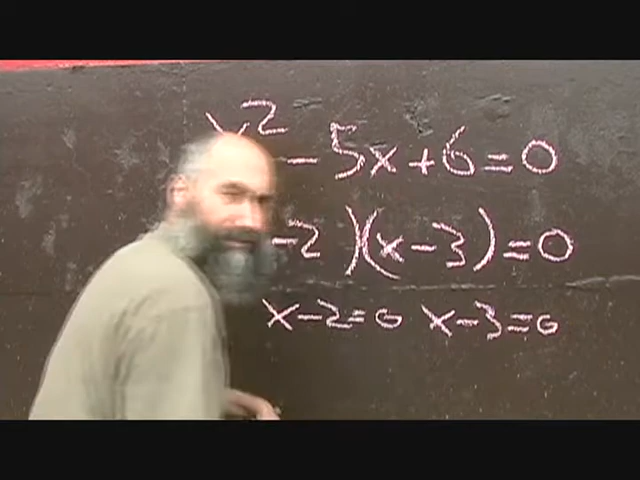 x² - 5x + 6 = 0
- 2 )(x - 3) = 0
x - 2 = 0 x - 3 = 0